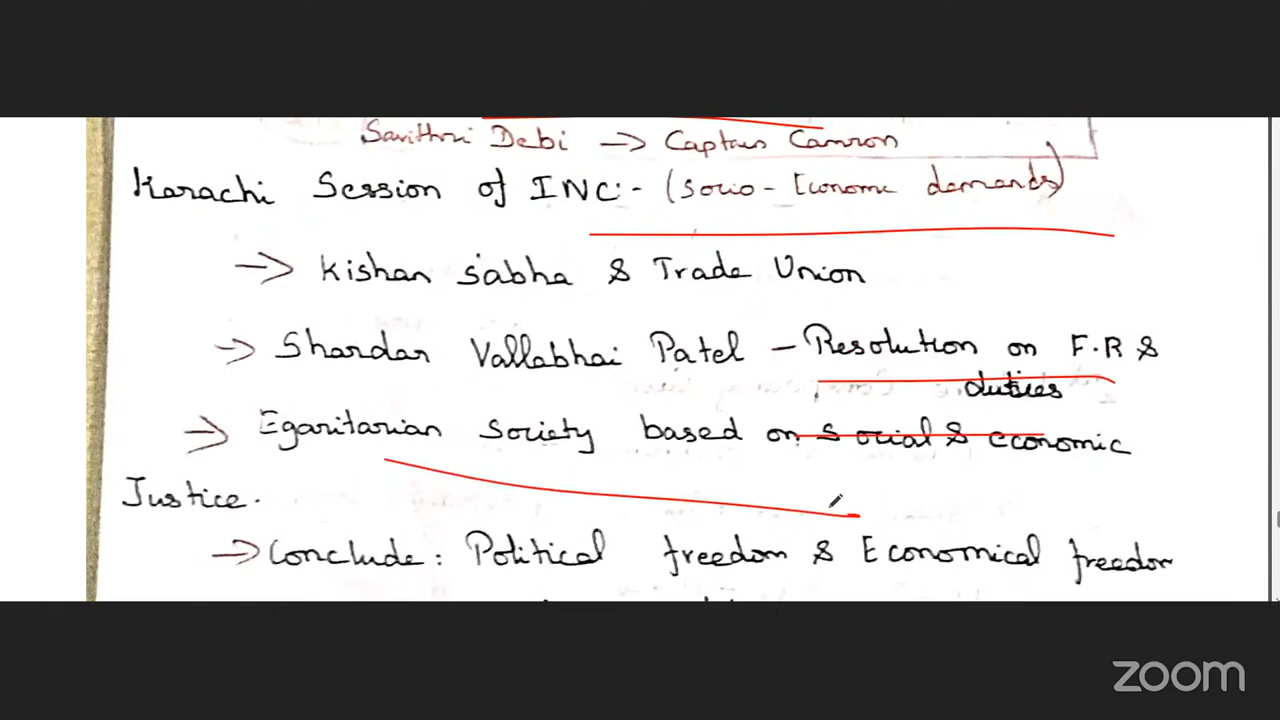 Savithri Debi → Captain Camron
Karachi Session of INC:- (Socio-Economic demands)
→ Kishan Sabha & Trade Union
→ Shardar Vallabhai Patel - Resolution on F.R &
duties
→ Egaritarian Society based on Social & economic
Justice.
→ Conclude: Political freedom & Economical freedom
zoom